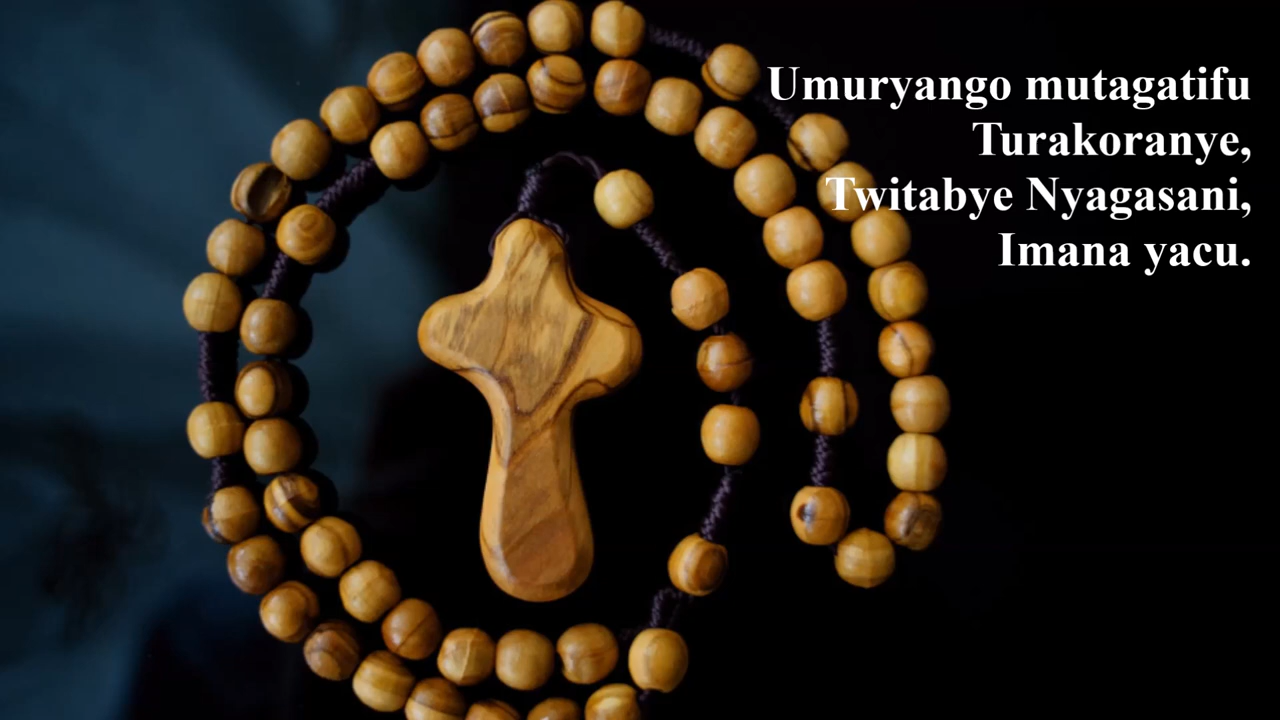 Umuryango mutagatifu
Turakoranye,
Twitabye Nyagasani,
Imana yacu.